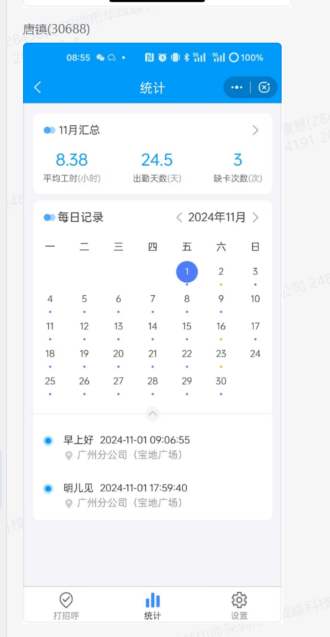 唐镇(30688)
08:55 100%
统计
11月汇总
8.38 24.5 3
平均工时(小时) 出勤天数(天) 缺卡次数(次)
每日记录 2024年11月
一 二 三 四 五 六 日
1 2 3
4 5 6 7 8 9 10
11 12 13 14 15 16 17
18 19 20 21 22 23 24
25 26 27 28 29 30
早上好 2024-11-01 09:06:55
广州分公司（宝地广场）
明儿见 2024-11-01 17:59:40
广州分公司（宝地广场）
打招呼 统计 设置